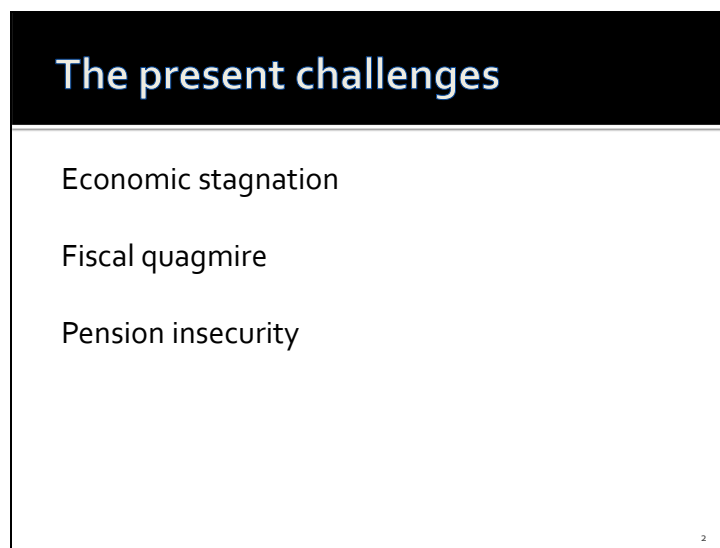 The present challenges
Economic stagnation
Fiscal quagmire
Pension insecurity
2